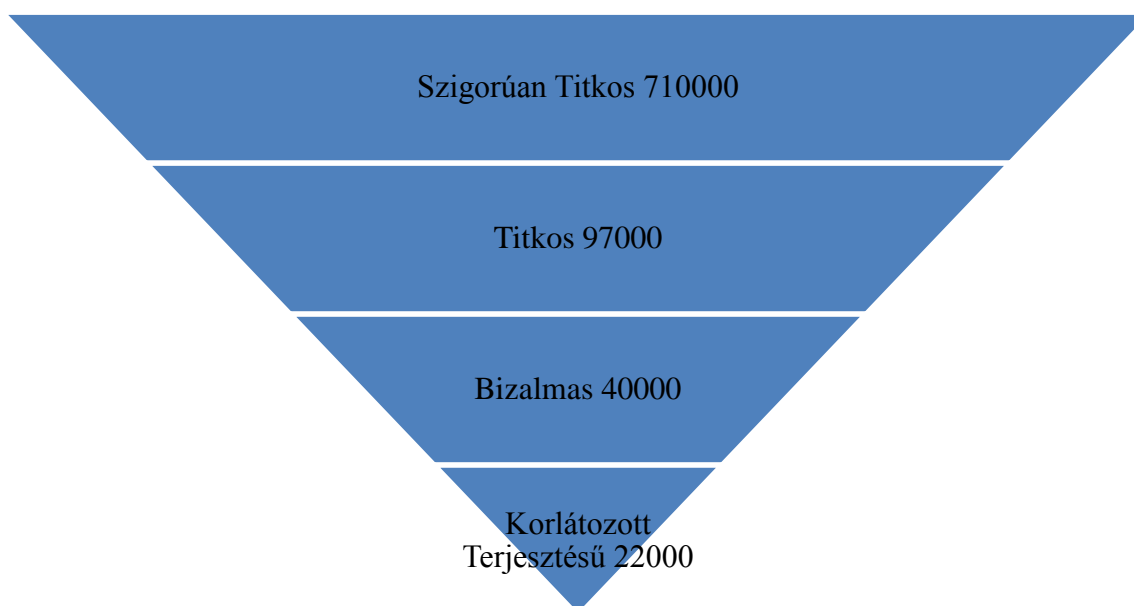 Szigorúan Titkos 710000
Titkos 97000
Bizalmas 40000
Korlátozott
Terjesztésű 22000